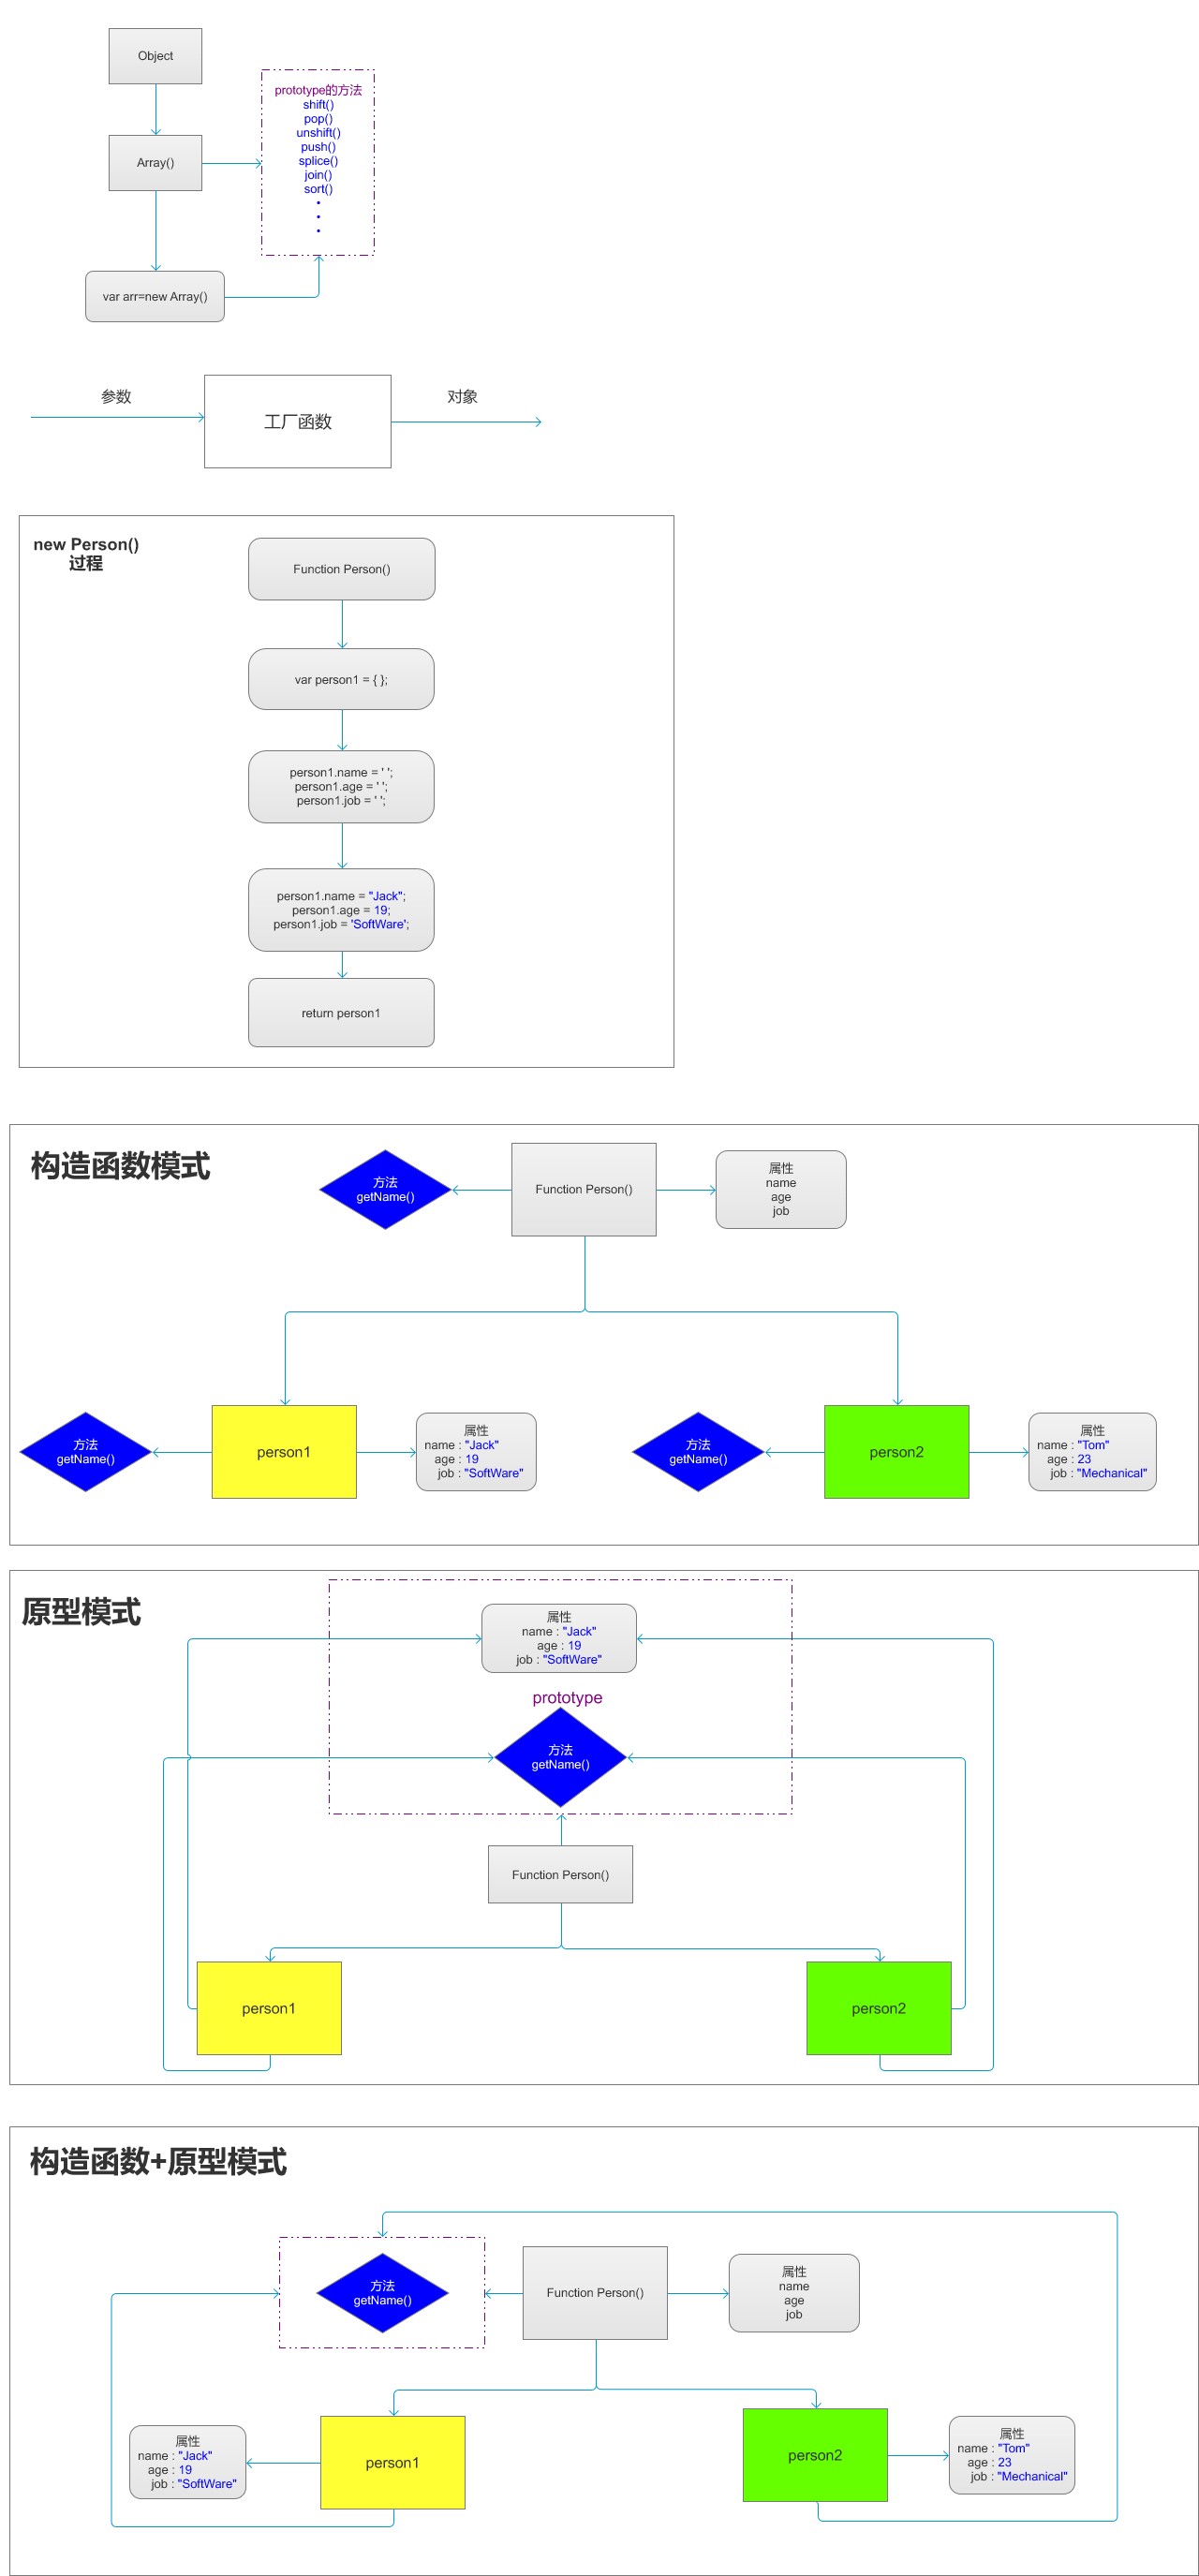 Object
prototype的方法
shift()
pop()
unshift()
push()
splice()
join()
sort()
•
•
•
Array()
var arr=new Array()
参数
工厂函数
对象
new Person()
过程
Function Person()
var person1 = { };
person1.name = ' ';
person1.age = ' ';
person1.job = ' ';
person1.name = "Jack";
person1.age = 19;
person1.job = 'SoftWare';
return person1
构造函数模式
方法
getName()
Function Person()
属性
name
age
job
方法
getName()
person1
属性
name : "Jack"
age : 19
job : "SoftWare"
方法
getName()
person2
属性
name : "Tom"
age : 23
job : "Mechanical"
原型模式
属性
name : "Jack"
age : 19
job : "SoftWare"
prototype
方法
getName()
Function Person()
person1
person2
构造函数+原型模式
方法
getName()
Function Person()
属性
name
age
job
属性
name : "Jack"
age : 19
job : "SoftWare"
person1
person2
属性
name : "Tom"
age : 23
job : "Mechanical"